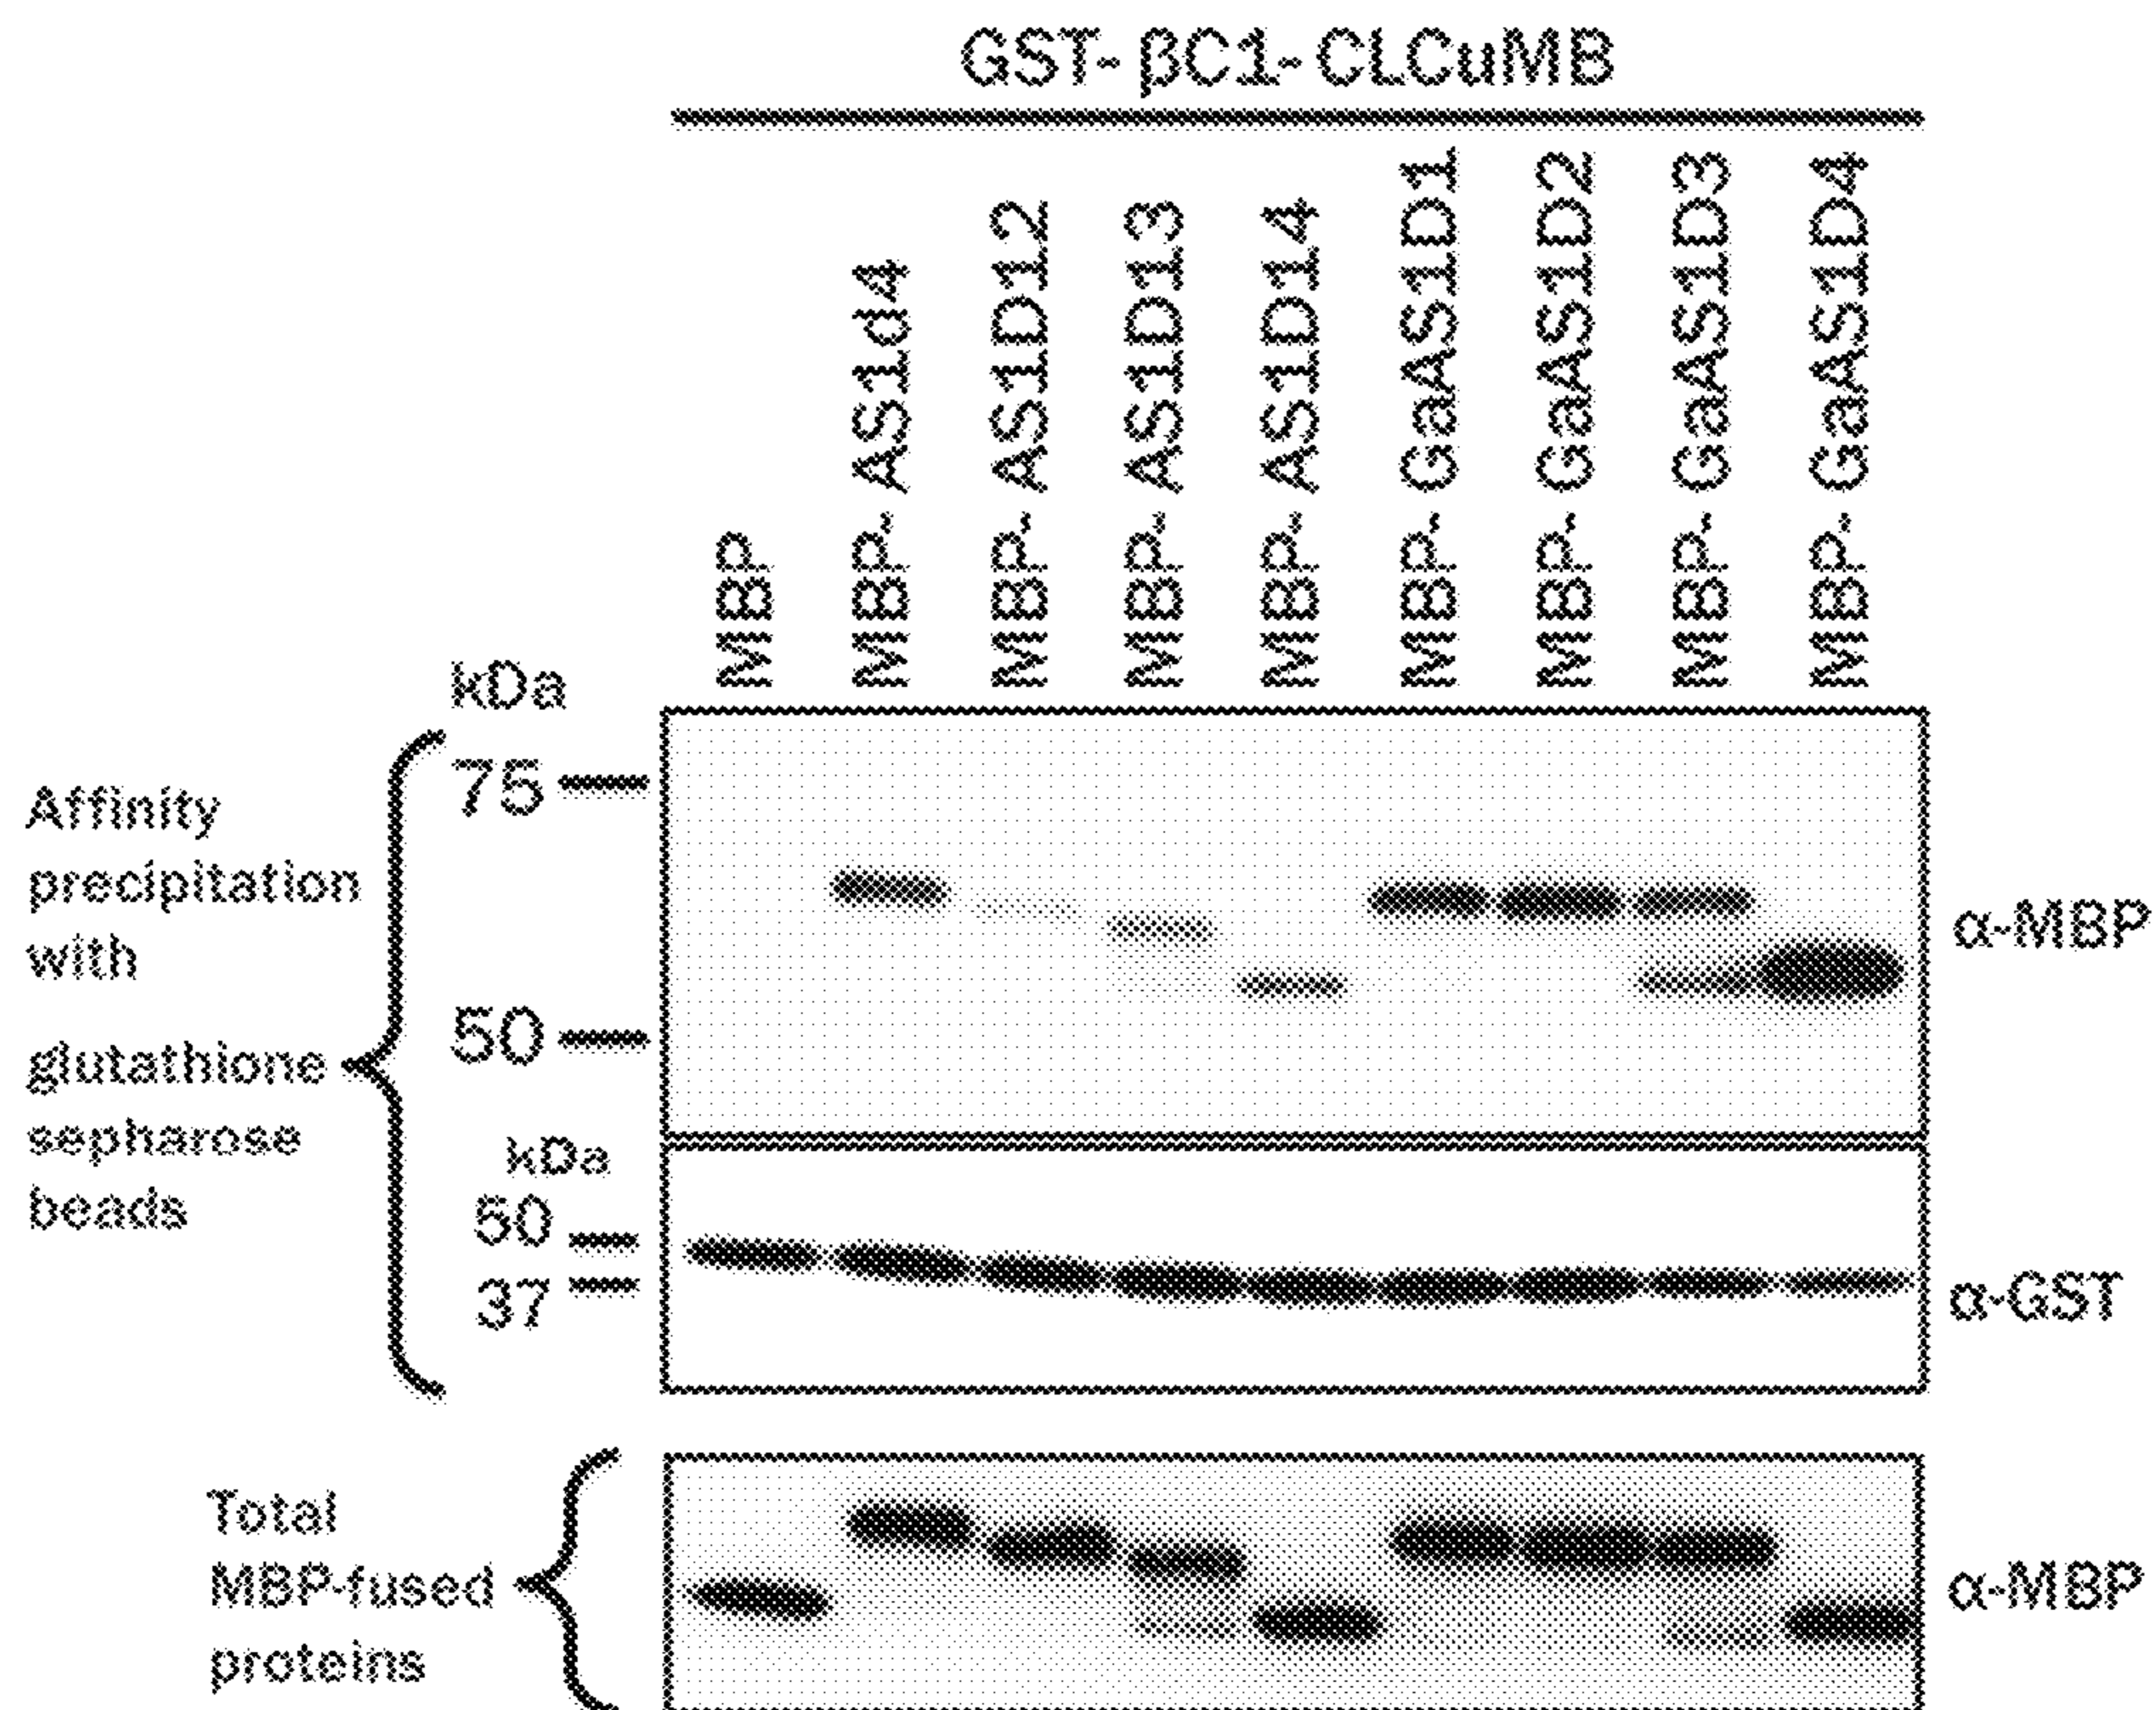 GST- βC1- CLCuMB
MBP
MBP- AS1d4
MBP- AS1D12
MBP- AS1D13
MBP- AS1D14
MBP- GaAS1D1
MBP- GaAS1D2
MBP- GaAS1D3
MBP- GaAS1D4
kDa
75
50
Affinity
precipitation
with
glutathione
sepharose
beads
α-MBP
kDa
50
37
α-GST
Total
MBP-fused
proteins
α-MBP